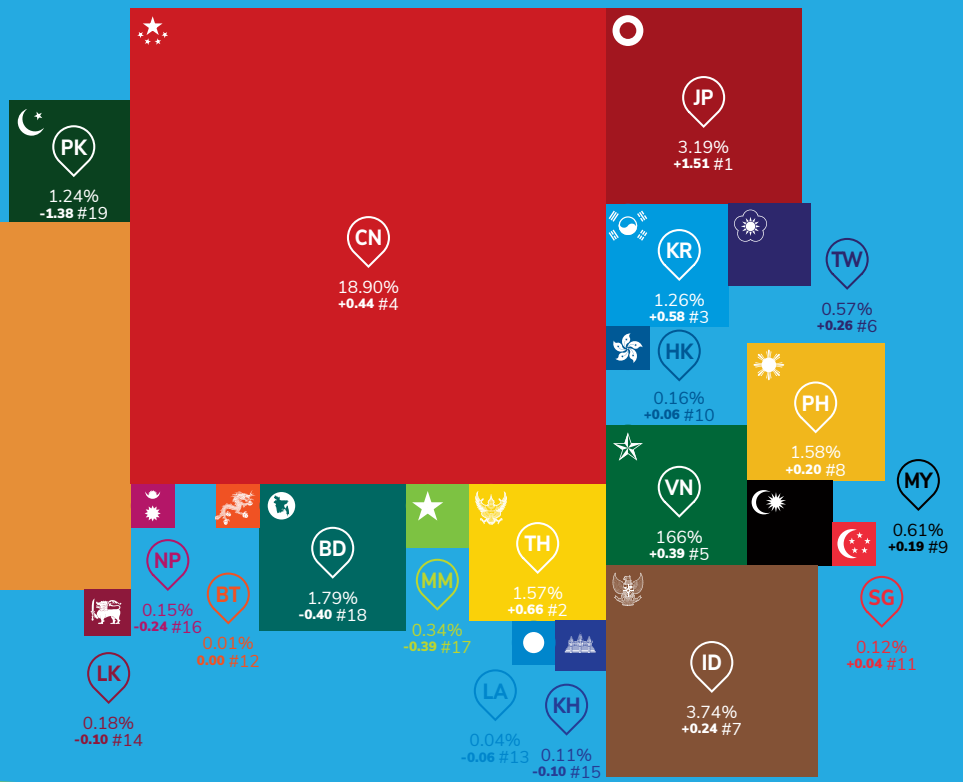 JP
3.19%
+1.51 #1
PK
1.24%
-1.38 #19
CN
18.90%
+0.44 #4
KR
1.26%
+0.58 #3
TW
0.57%
+0.26 #6
HK
0.16%
+0.06 #10
PH
1.58%
+0.20 #8
VN
166%
+0.39 #5
MY
0.61%
+0.19 #9
NP
0.15%
-0.24 #16
BT
0.01%
0.00 #12
BD
1.79%
-0.40 #18
MM
0.34%
-0.39 #17
TH
1.57%
+0.66 #2
SG
0.12%
+0.04 #11
LK
0.18%
-0.10 #14
LA
0.04%
-0.06 #13
KH
0.11%
-0.10 #15
ID
3.74%
+0.24 #7